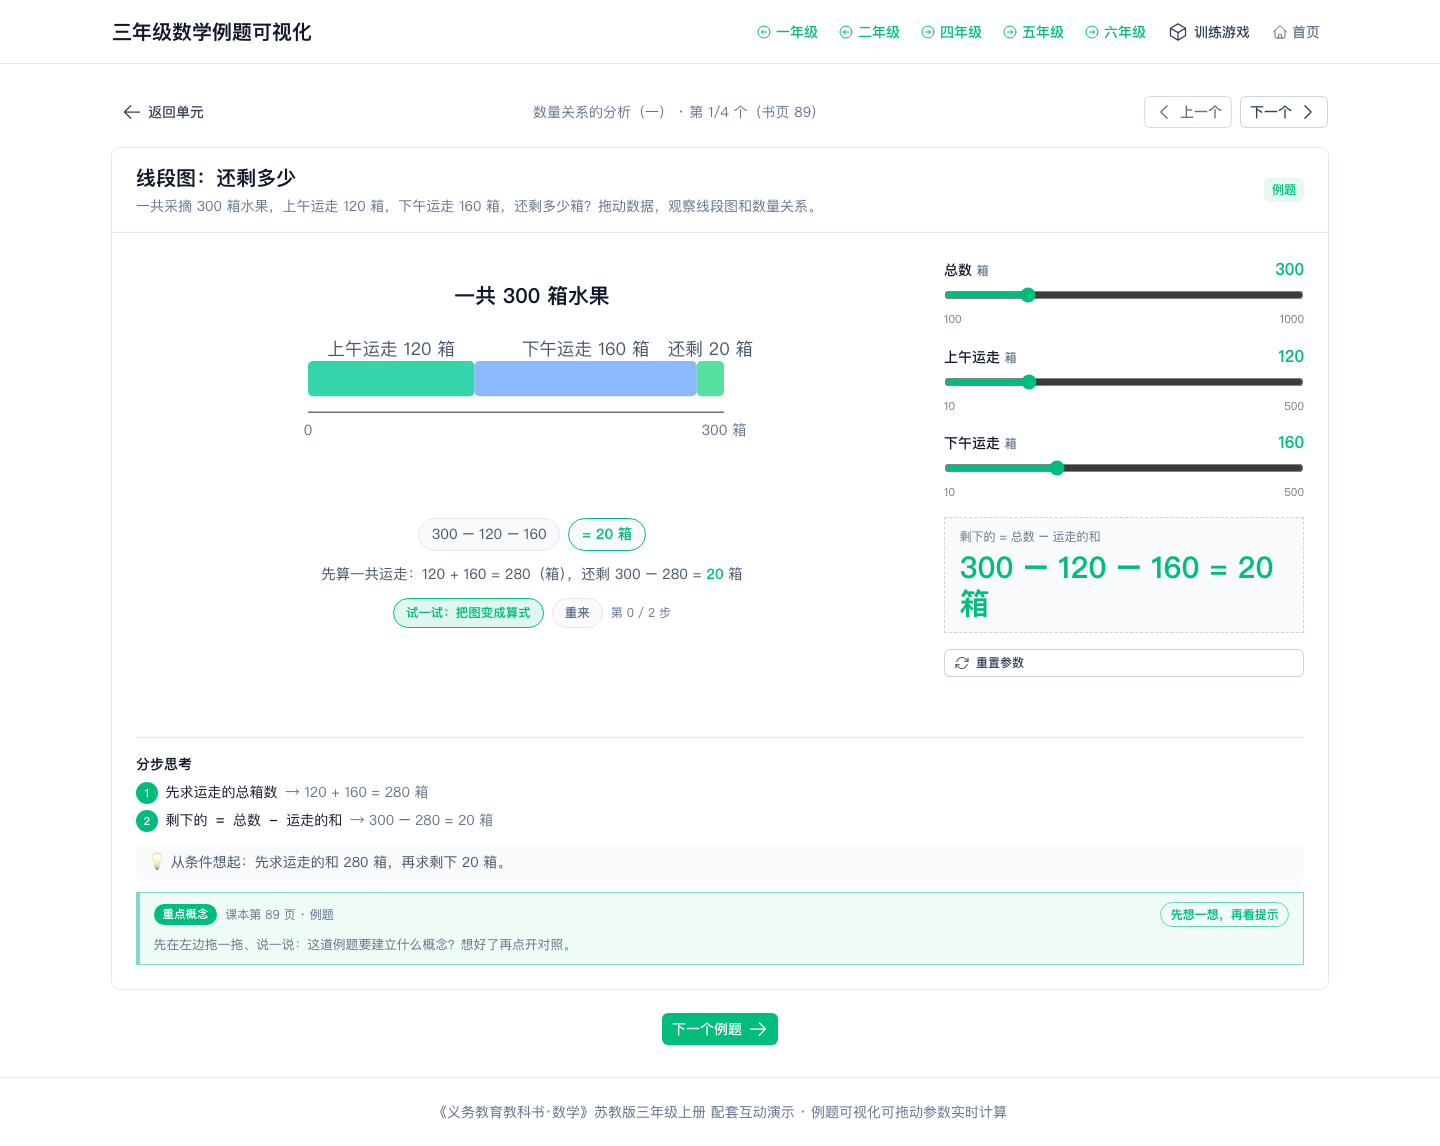 三年级数学例题可视化
一年级
二年级
四年级
五年级
六年级
训练游戏
首页
返回单元
数量关系的分析（一） · 第 1/4 个（书页 89）
上一个
下一个
线段图：还剩多少
一共采摘 300 箱水果，上午运走 120 箱，下午运走 160 箱，还剩多少箱？拖动数据，观察线段图和数量关系。
例题
一共 300 箱水果
上午运走 120 箱
下午运走 160 箱
还剩 20 箱
0
300 箱
300 − 120 − 160
= 20 箱
先算一共运走：120 + 160 = 280（箱），还剩 300 − 280 = 20 箱
试一试：把图变成算式
重来
第 0 / 2 步
总数 箱
300
100
1000
上午运走 箱
120
10
500
下午运走 箱
160
10
500
剩下的 = 总数 − 运走的和
300 − 120 − 160 = 20
箱
重置参数
分步思考
1 先求运走的总箱数 → 120 + 160 = 280 箱
2 剩下的 = 总数 − 运走的和 → 300 − 280 = 20 箱
💡 从条件想起：先求运走的和 280 箱，再求剩下 20 箱。
重点概念
课本第 89 页 · 例题
先想一想，再看提示
先在左边拖一拖、说一说：这道例题要建立什么概念？想好了再点开对照。
下一个例题
《义务教育教科书·数学》苏教版三年级上册 配套互动演示 · 例题可视化可拖动参数实时计算